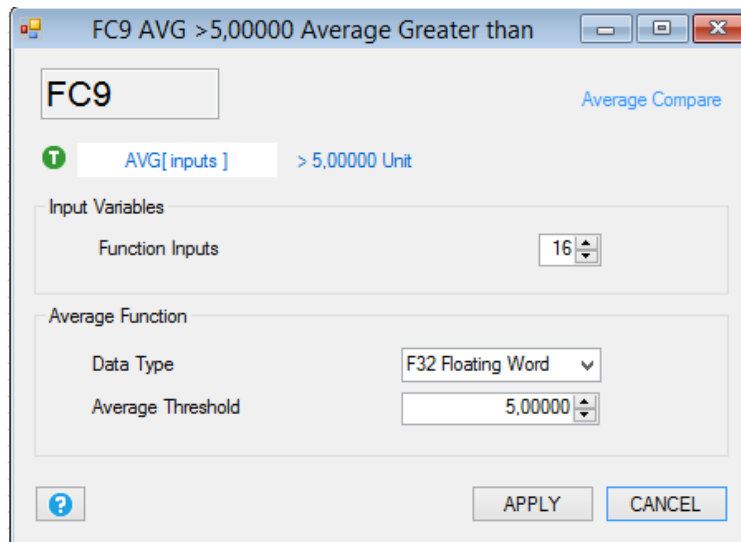 FC9 AVG >5,00000 Average Greater than
FC9
Average Compare
T AVG[ inputs ] > 5,00000 Unit
Input Variables
Function Inputs 16
Average Function
Data Type F32 Floating Word
Average Threshold 5,00000
? APPLY CANCEL